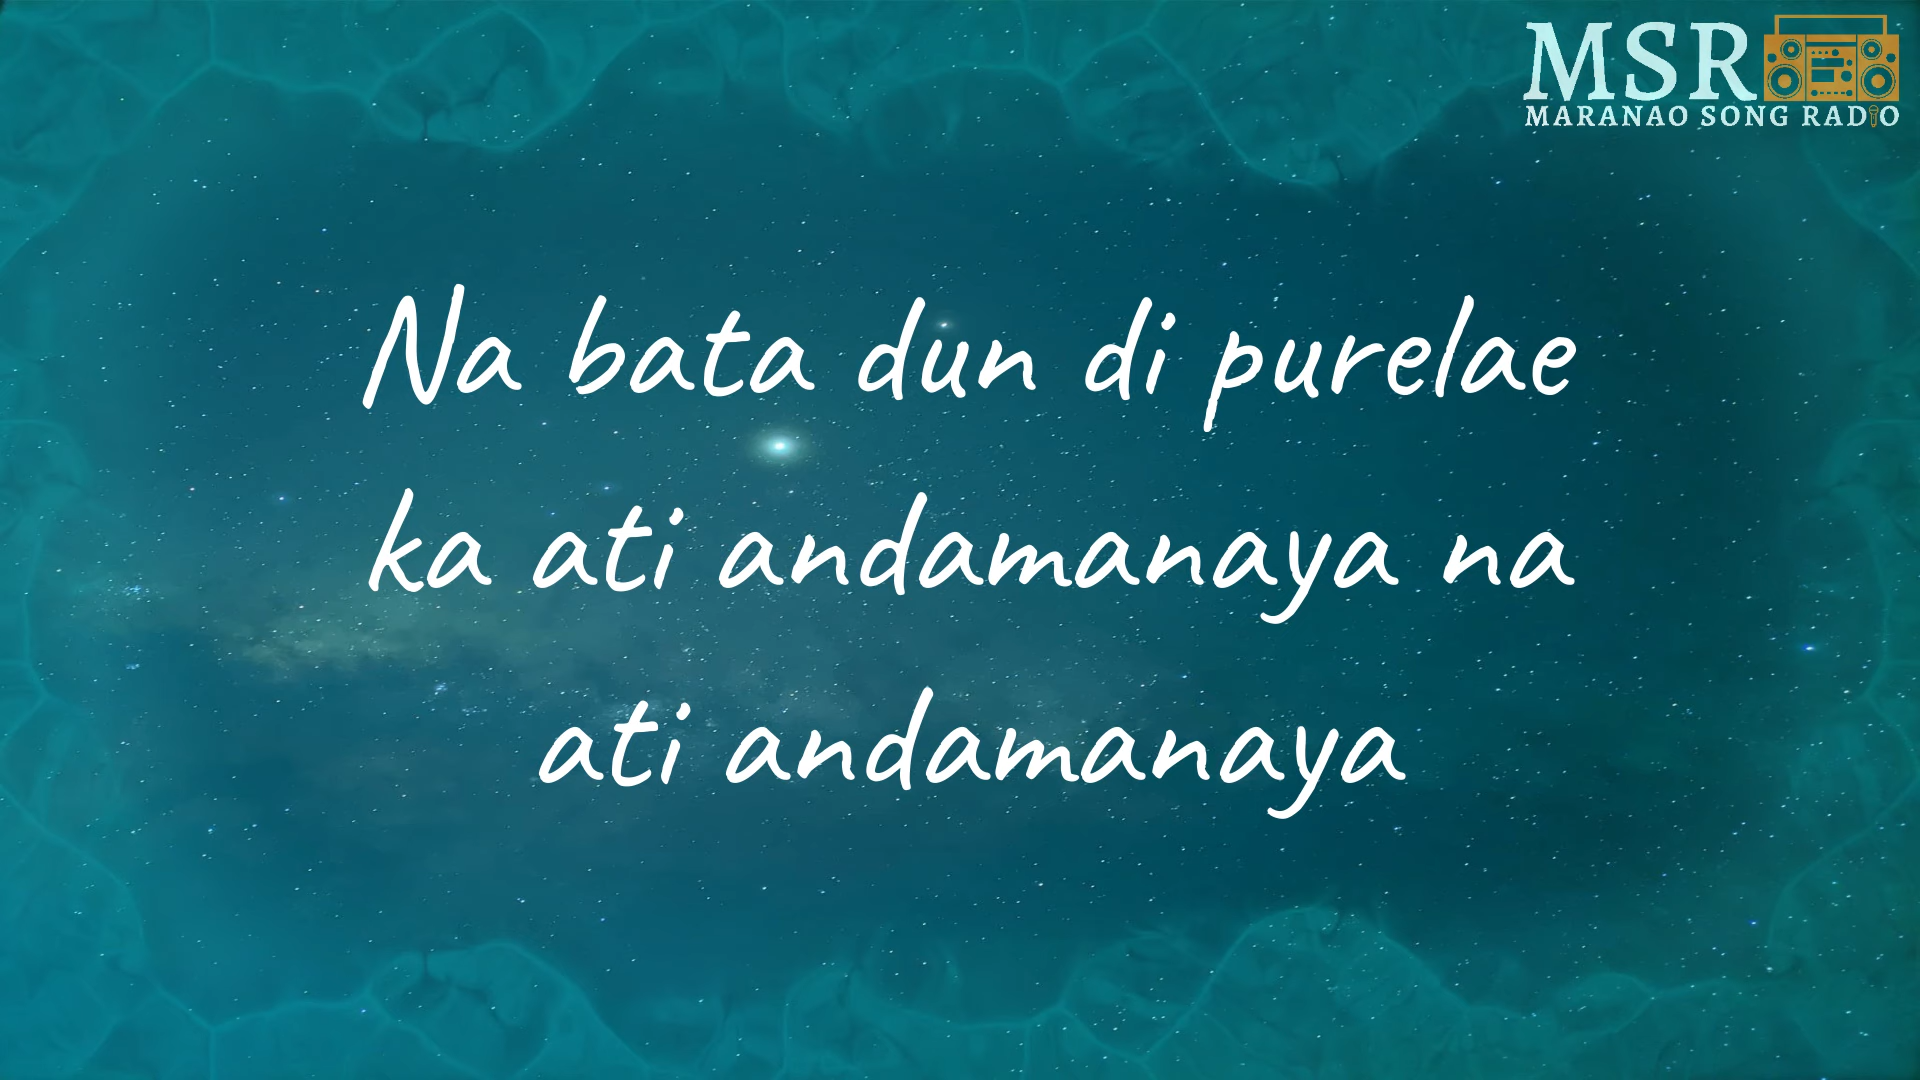 MSR
MARANAO SONG RADIO
Na bata dun di purelae
ka ati andamanaya na
ati andamanaya